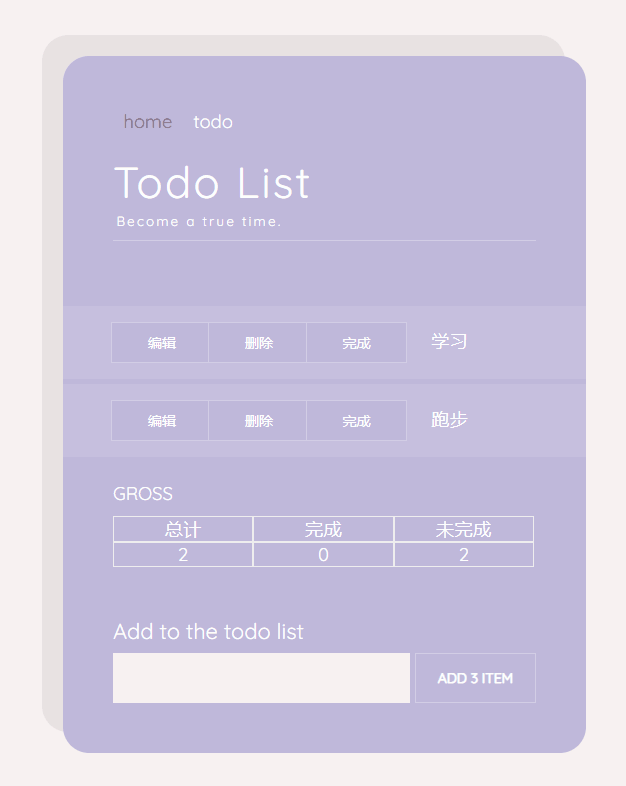 home todo
Todo List
Become a true time.
编辑 删除 完成 学习
编辑 删除 完成 跑步
GROSS
总计 完成 未完成
2 0 2
Add to the todo list
ADD 3 ITEM